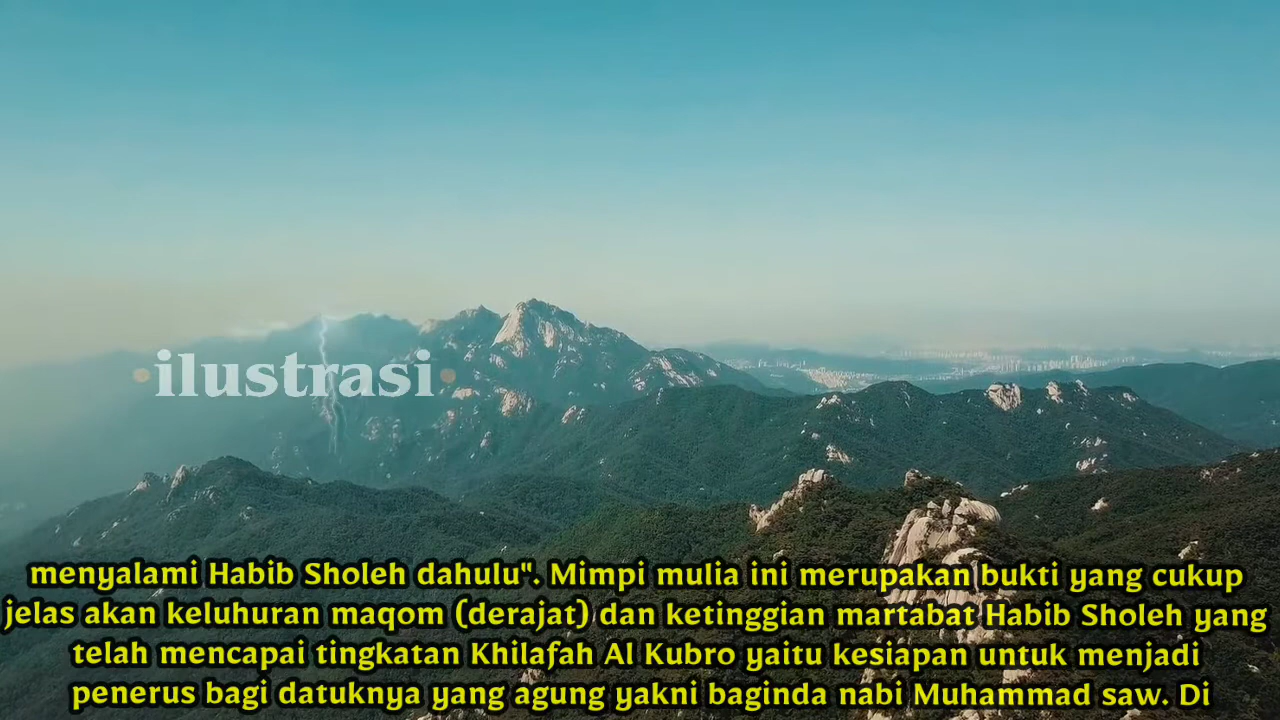 ilustrasi
menyalami Habib Sholeh dahulu". Mimpi mulia ini merupakan bukti yang cukup
jelas akan keluhuran maqom (derajat) dan ketinggian martabat Habib Sholeh yang
telah mencapai tingkatan Khilafah Al Kubro yaitu kesiapan untuk menjadi
penerus bagi datuknya yang agung yakni baginda nabi Muhammad saw. Di